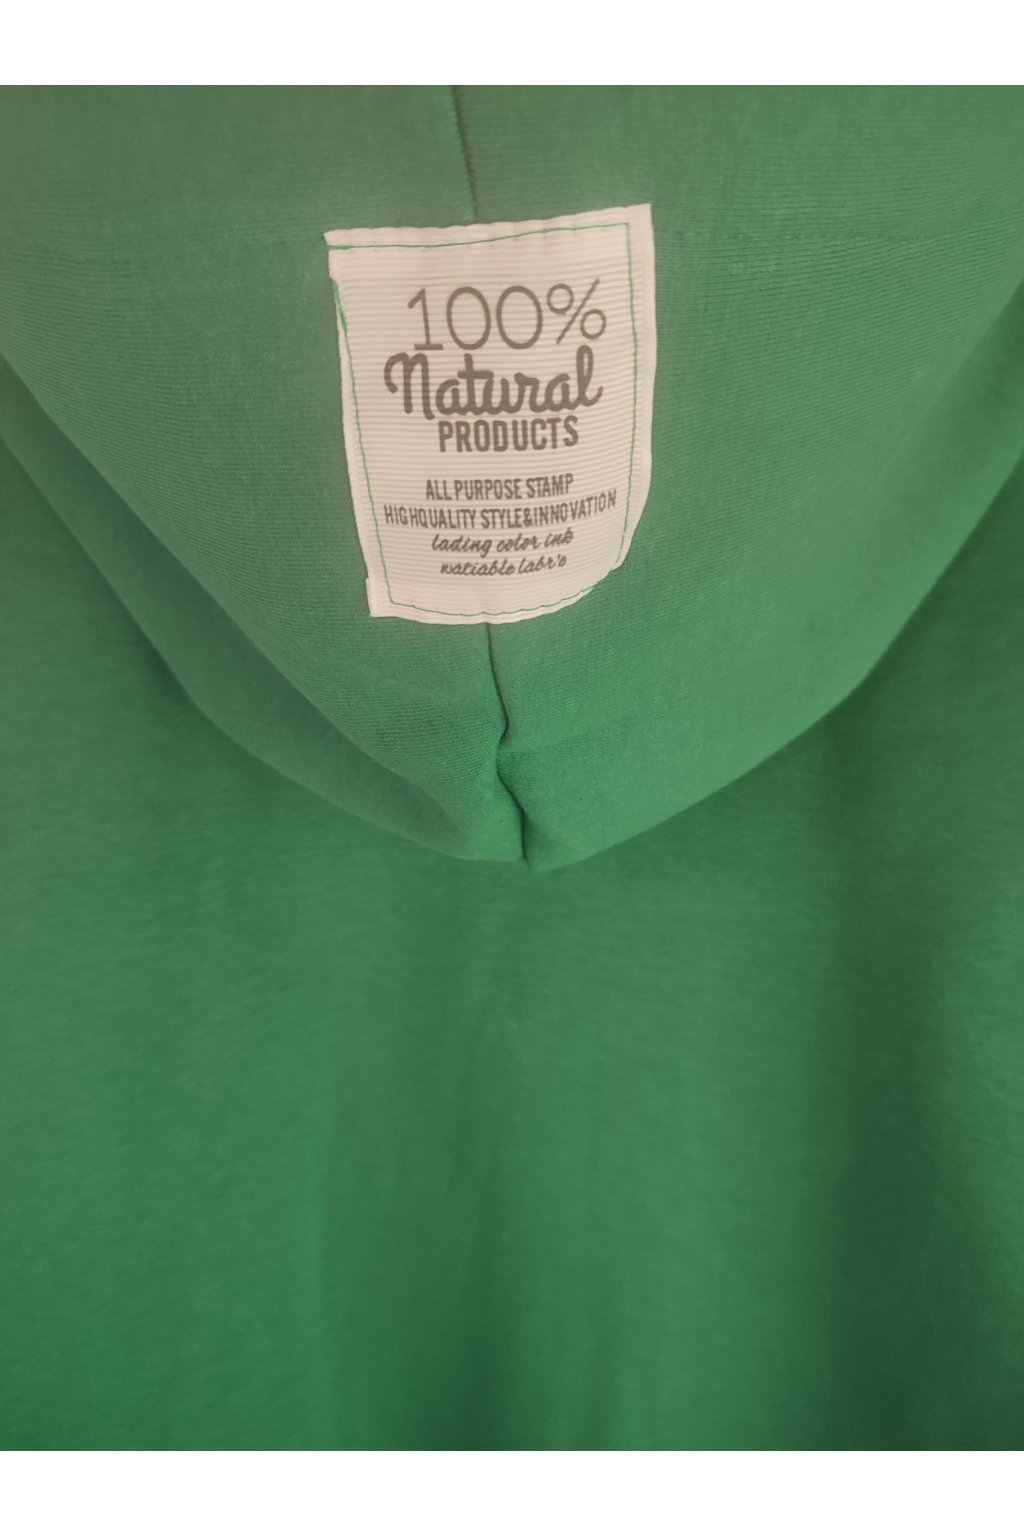 100%
Natural
PRODUCTS
ALL PURPOSE STAMP
HIGHQUALITY STYLE&INNOVATION
lading color ink
watiable labr'e